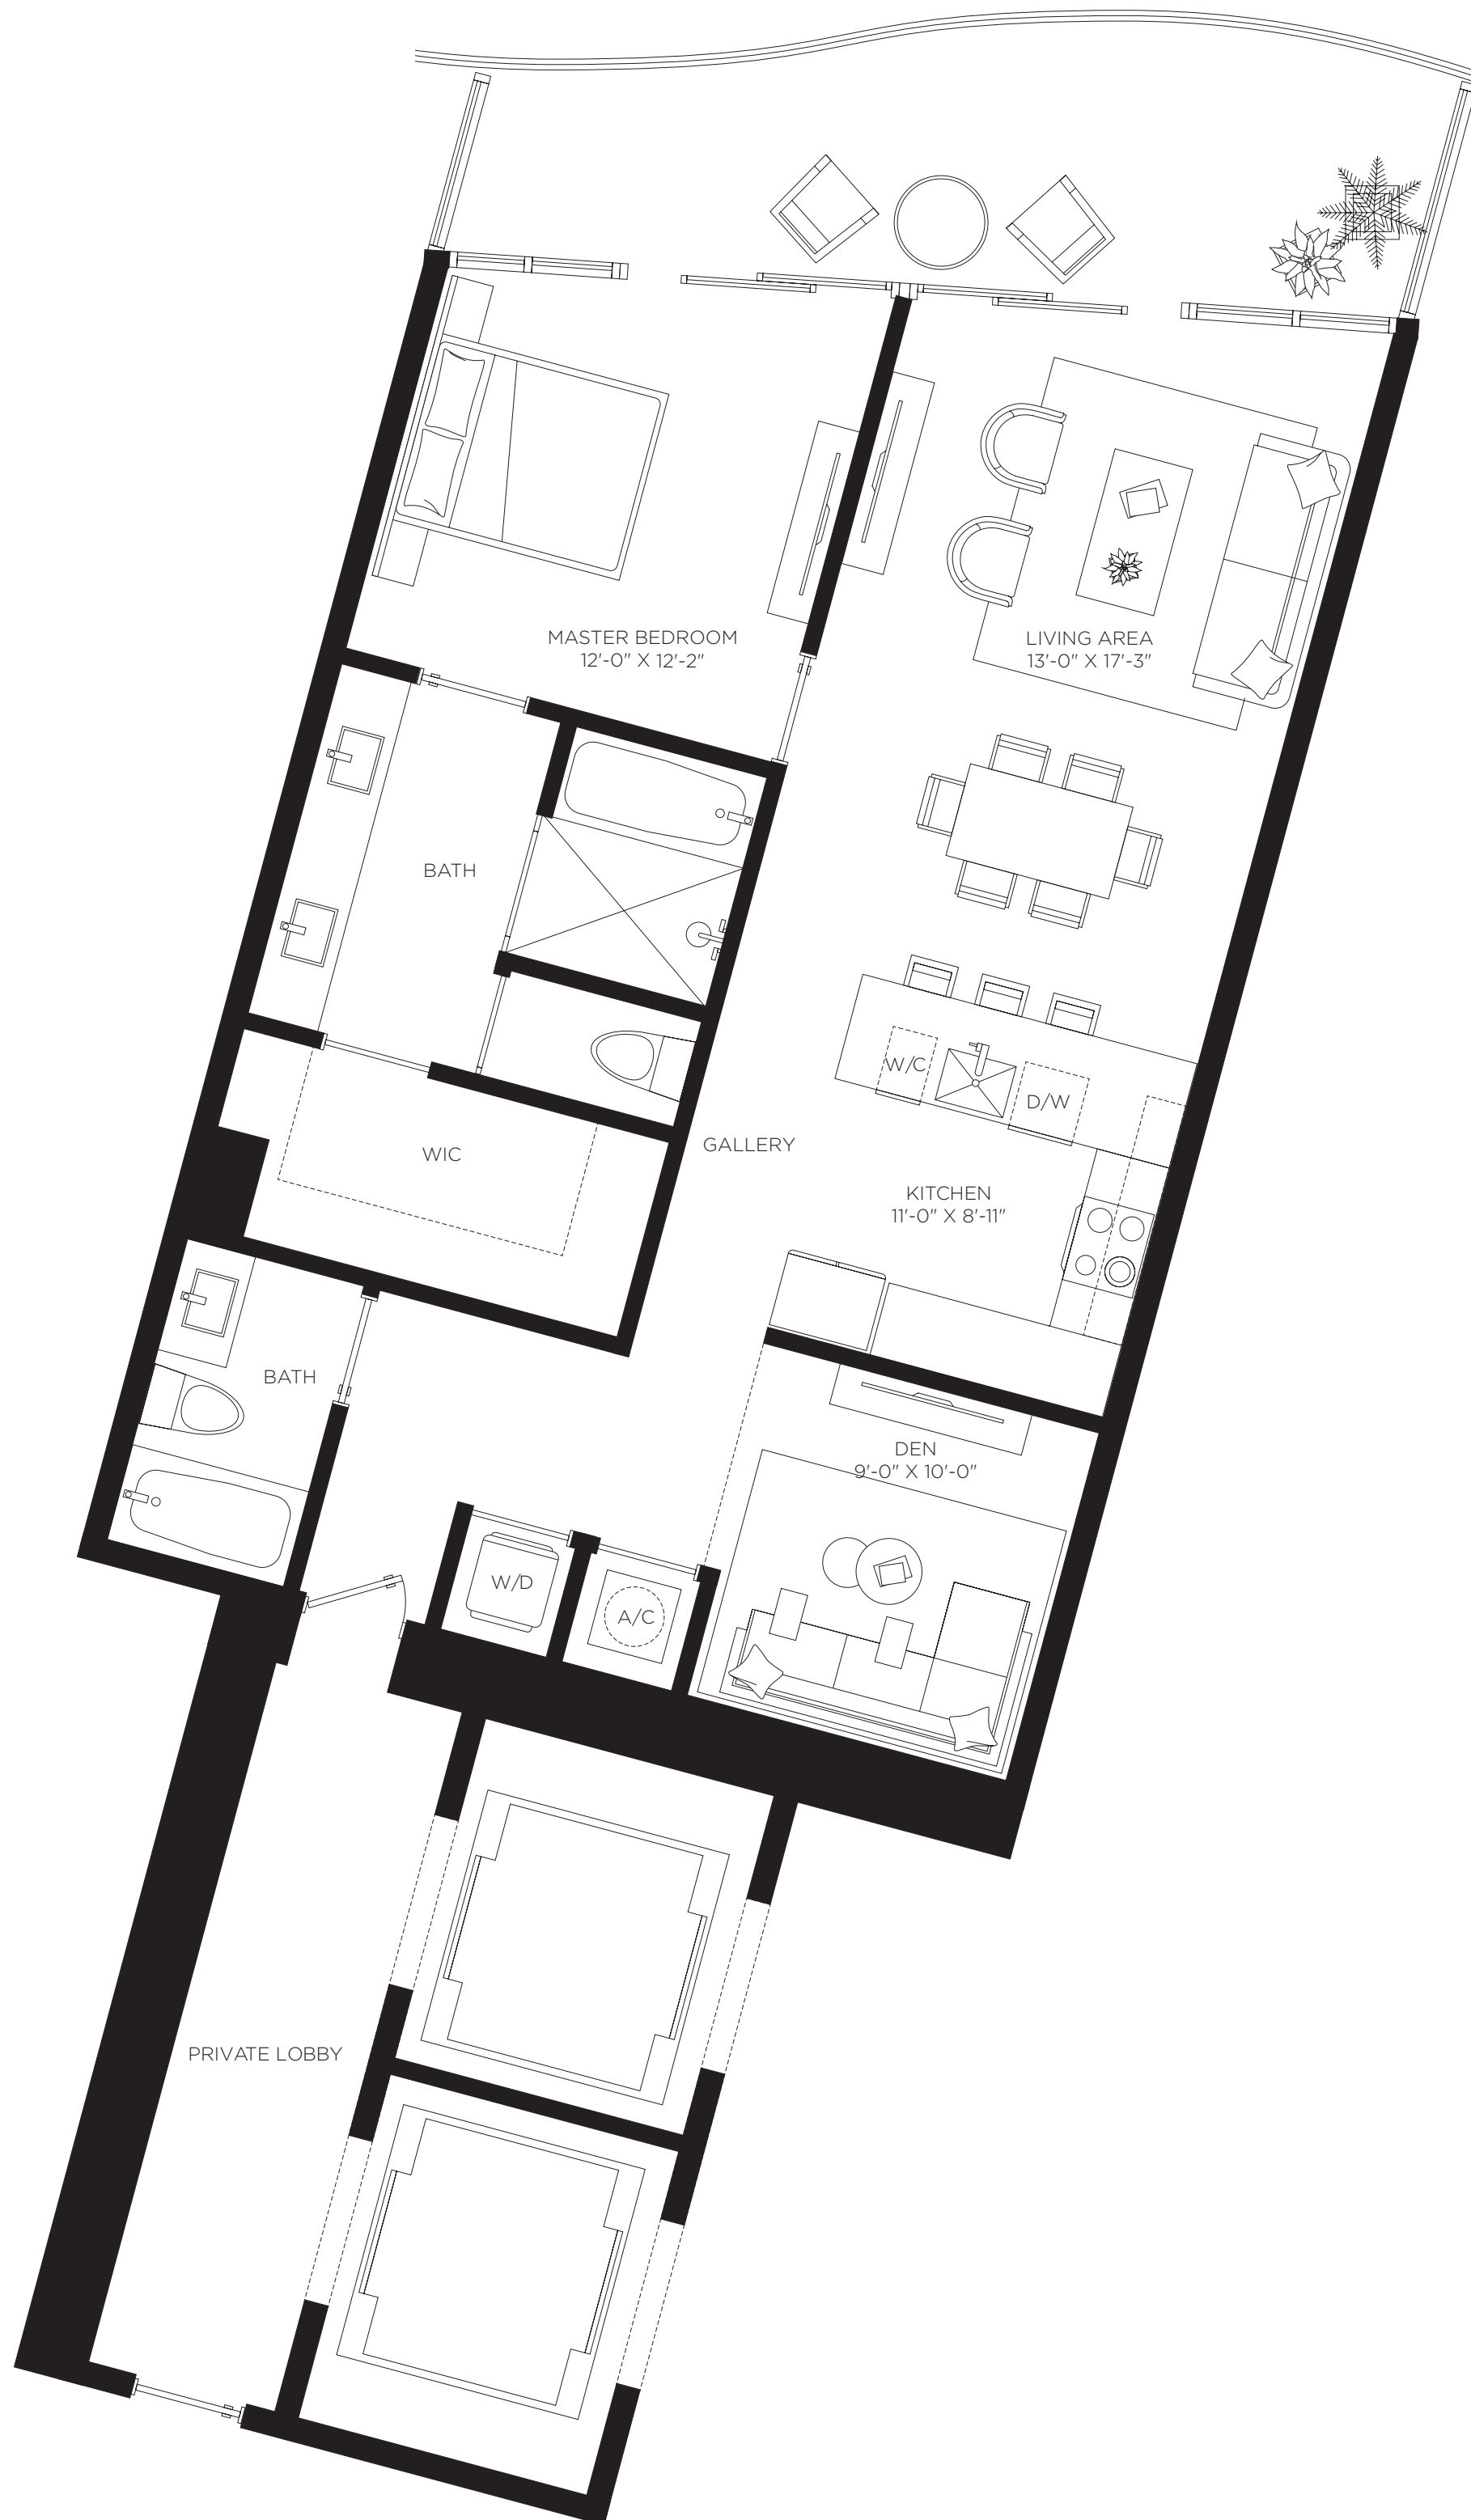 MASTER BEDROOM
12'-0" X 12'-2"
LIVING AREA
13'-0" X 17'-3"
BATH
W/C
D/W
GALLERY
WIC
KITCHEN
11'-0" X 8'-11"
BATH
DEN
9'-0" X 10'-0"
W/D
A/C
PRIVATE LOBBY